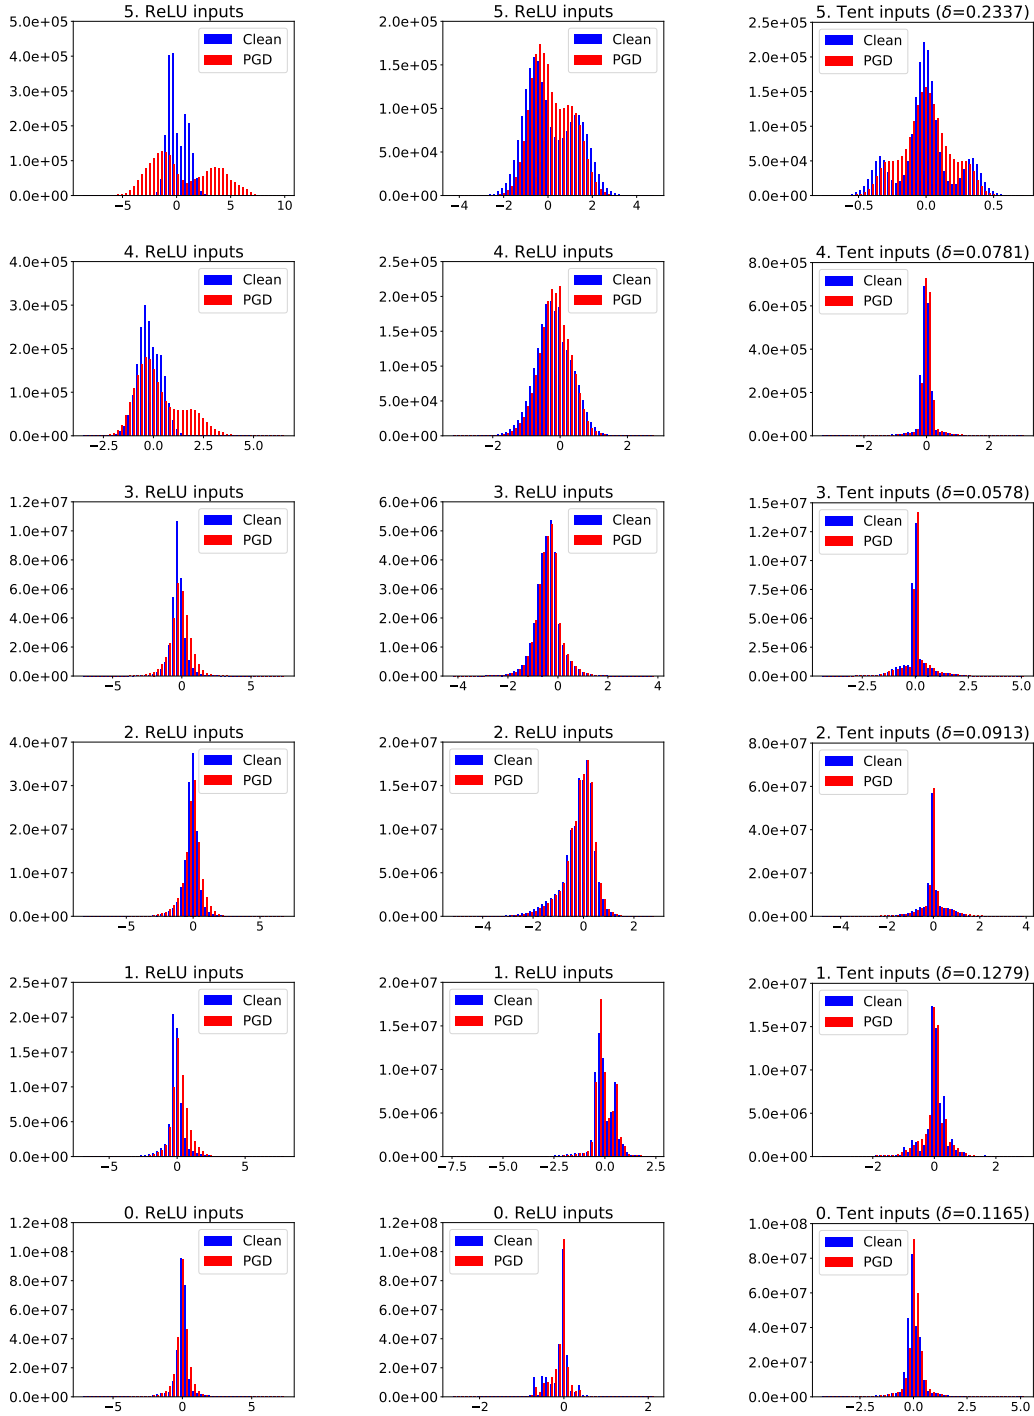 5. ReLU inputs
5.0e+05
4.0e+05
3.0e+05
2.0e+05
1.0e+05
0.0e+00
Clean
PGD
−5 0 5 10
5. ReLU inputs
2.0e+05
1.5e+05
1.0e+05
5.0e+04
0.0e+00
Clean
PGD
−4 −2 0 2 4
5. Tent inputs (δ=0.2337)
2.5e+05
2.0e+05
1.5e+05
1.0e+05
5.0e+04
0.0e+00
Clean
PGD
−0.5 0.0 0.5
4. ReLU inputs
4.0e+05
3.0e+05
2.0e+05
1.0e+05
0.0e+00
Clean
PGD
−2.5 0.0 2.5 5.0
4. ReLU inputs
2.5e+05
2.0e+05
1.5e+05
1.0e+05
5.0e+04
0.0e+00
Clean
PGD
−2 0 2
4. Tent inputs (δ=0.0781)
8.0e+05
6.0e+05
4.0e+05
2.0e+05
0.0e+00
Clean
PGD
−2 0 2
3. ReLU inputs
1.2e+07
1.0e+07
8.0e+06
6.0e+06
4.0e+06
2.0e+06
0.0e+00
Clean
PGD
−5 0 5
3. ReLU inputs
6.0e+06
5.0e+06
4.0e+06
3.0e+06
2.0e+06
1.0e+06
0.0e+00
Clean
PGD
−4 −2 0 2 4
3. Tent inputs (δ=0.0578)
1.5e+07
1.2e+07
1.0e+07
7.5e+06
5.0e+06
2.5e+06
0.0e+00
Clean
PGD
−2.5 0.0 2.5 5.0
2. ReLU inputs
4.0e+07
3.0e+07
2.0e+07
1.0e+07
0.0e+00
Clean
PGD
−5 0 5
2. ReLU inputs
2.0e+07
1.5e+07
1.0e+07
5.0e+06
0.0e+00
Clean
PGD
−4 −2 0 2
2. Tent inputs (δ=0.0913)
8.0e+07
6.0e+07
4.0e+07
2.0e+07
0.0e+00
Clean
PGD
−4 −2 0 2 4
1. ReLU inputs
2.5e+07
2.0e+07
1.5e+07
1.0e+07
5.0e+06
0.0e+00
Clean
PGD
−5 0 5
1. ReLU inputs
2.0e+07
1.5e+07
1.0e+07
5.0e+06
0.0e+00
Clean
PGD
−7.5 −5.0 −2.5 0.0 2.5
1. Tent inputs (δ=0.1279)
2.0e+07
1.5e+07
1.0e+07
5.0e+06
0.0e+00
Clean
PGD
−2 0 2
0. ReLU inputs
1.2e+08
1.0e+08
8.0e+07
6.0e+07
4.0e+07
2.0e+07
0.0e+00
Clean
PGD
−5 0 5
0. ReLU inputs
1.2e+08
1.0e+08
8.0e+07
6.0e+07
4.0e+07
2.0e+07
0.0e+00
Clean
PGD
−2 0 2
0. Tent inputs (δ=0.1165)
1.0e+08
8.0e+07
6.0e+07
4.0e+07
2.0e+07
0.0e+00
Clean
PGD
−2.5 0.0 2.5 5.0